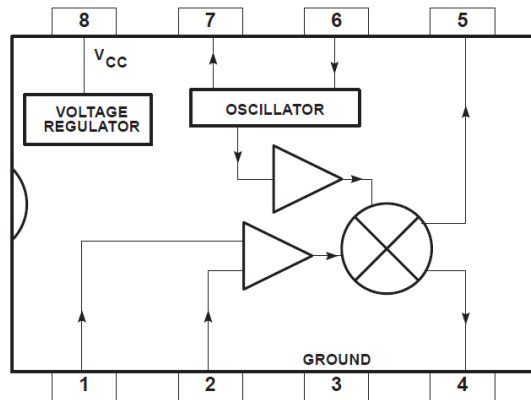 8 7 6 5
VCC
VOLTAGE
REGULATOR
OSCILLATOR
GROUND
1 2 3 4